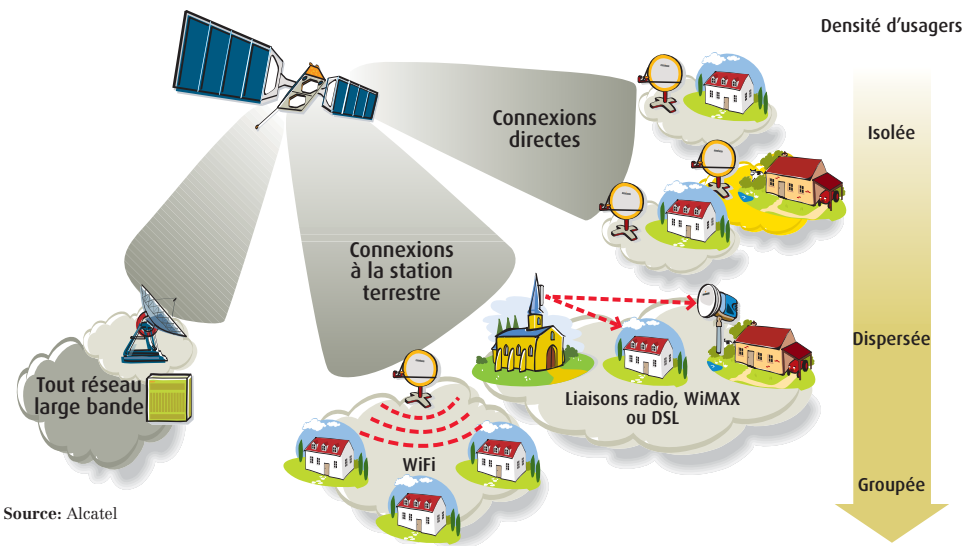 Densité d'usagers
Connexions
directes
Isolée
Connexions
à la station
terrestre
Dispersée
Tout réseau
large bande
Liaisons radio, WiMAX
ou DSL
WiFi
Groupée
Source: Alcatel